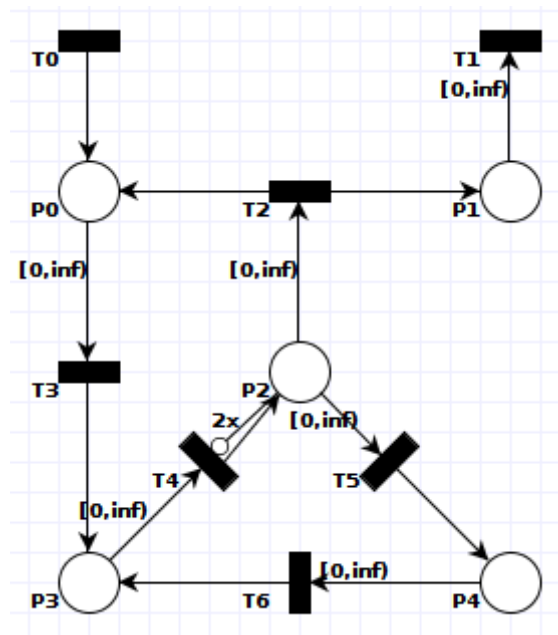 T0
T1
[0,inf)
P0
T2
P1
[0,inf)
[0,inf)
T3
P2
2x
[0,inf)
T4
T5
[0,inf)
[0,inf)
P3
T6
P4